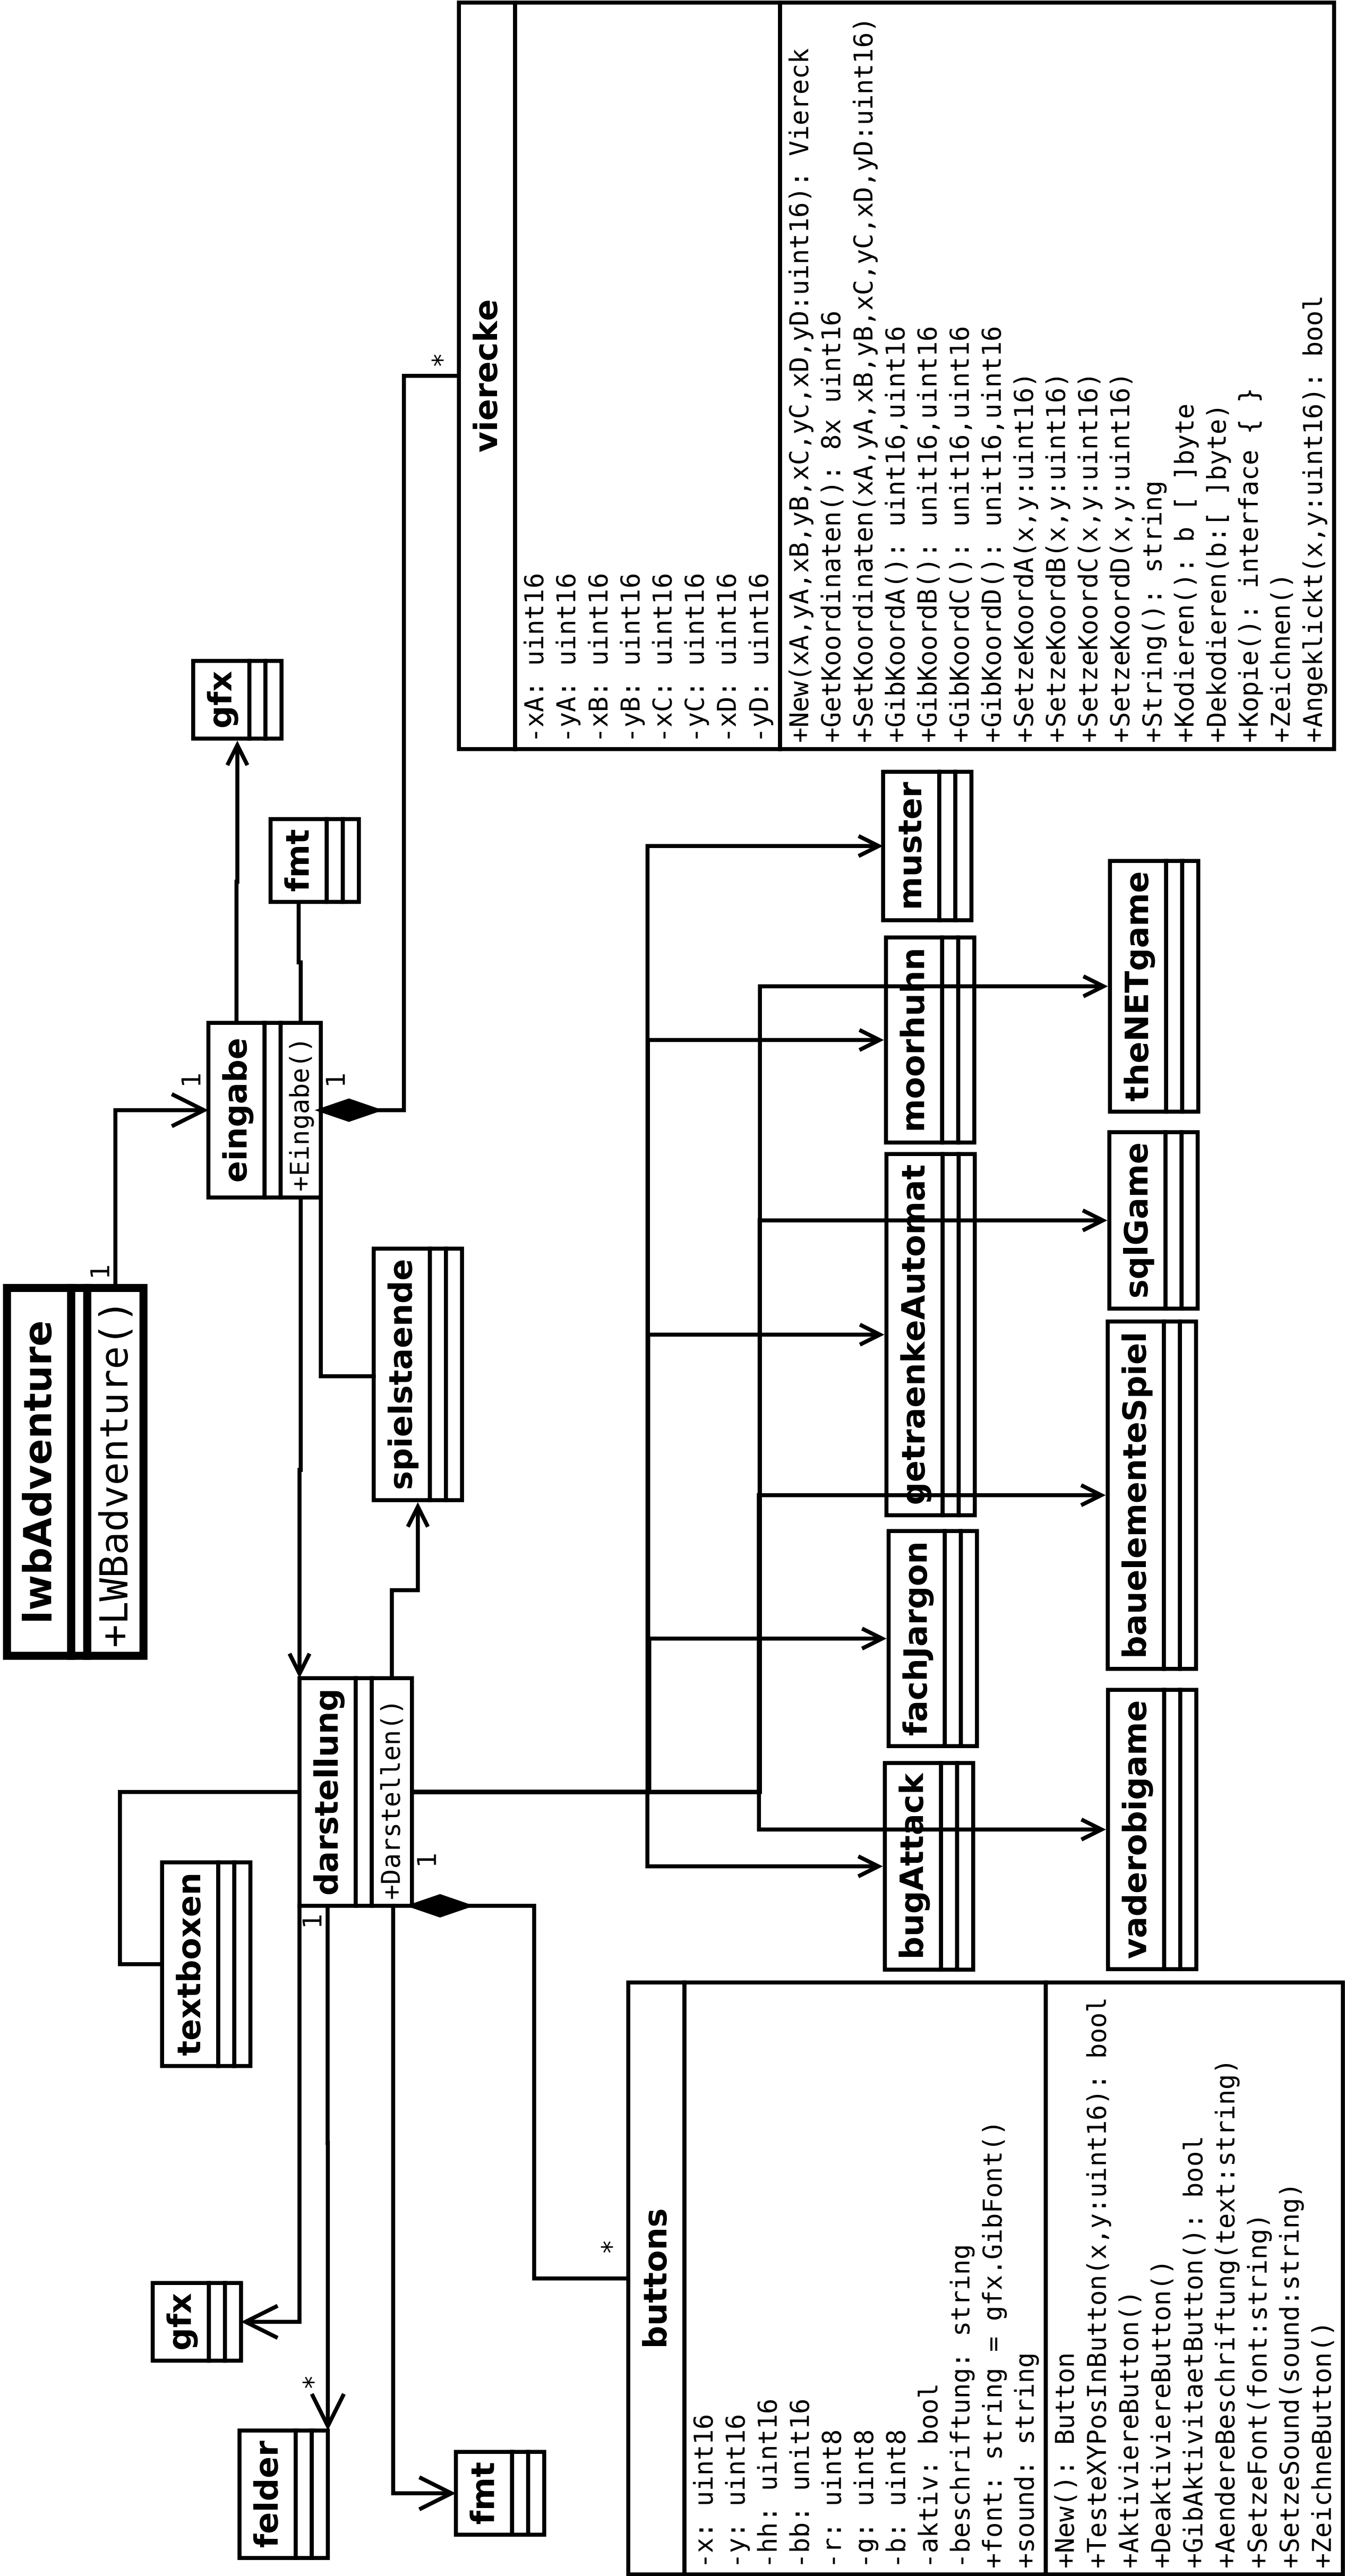 lwbAdventure
+LWBadventure()
1
1
eingabe
+Eingabe()
1
gfx
fmt
*
vierecke
-xA: uint16
-yA: uint16
-xB: uint16
-yB: uint16
-xC: uint16
-yC: uint16
-xD: uint16
-yD: uint16
+New(xA,yA,xB,yB,xC,yC,xD,yD:uint16): Viereck
+GetKoordinaten(): 8x uint16
+SetKoordinaten(xA,yA,xB,yB,xC,yC,xD,yD:uint16)
+GibKoordA(): uint16,uint16
+GibKoordB(): unit16,uint16
+GibKoordC(): unit16,uint16
+GibKoordD(): unit16,uint16
+SetzeKoordA(x,y:uint16)
+SetzeKoordB(x,y:uint16)
+SetzeKoordC(x,y:uint16)
+SetzeKoordD(x,y:uint16)
+String(): string
+Kodieren(): b [ ]byte
+Dekodieren(b:[ ]byte)
+Kopie(): interface { }
+Zeichnen()
+Angeklickt(x,y:uint16): bool
spielstaende
textboxen
darstellung
+Darstellen()
1
1
gfx
*
felder
fmt
*
buttons
-x: uint16
-y: uint16
-hh: uint16
-bb: unit16
-r: uint8
-g: uint8
-b: uint8
-aktiv: bool
-beschriftung: string
+font: string = gfx.GibFont()
+sound: string
+New(): Button
+TesteXYPosInButton(x,y:uint16): bool
+AktiviereButton()
+DeaktiviereButton()
+GibAktivitaetButton(): bool
+AendereBeschriftung(text:string)
+SetzeFont(font:string)
+SetzeSound(sound:string)
+ZeichneButton()
bugAttack
fachJargon
getraenkeAutomat
moorhuhn
muster
vaderobigame
bauelementeSpiel
sqlGame
theNETgame